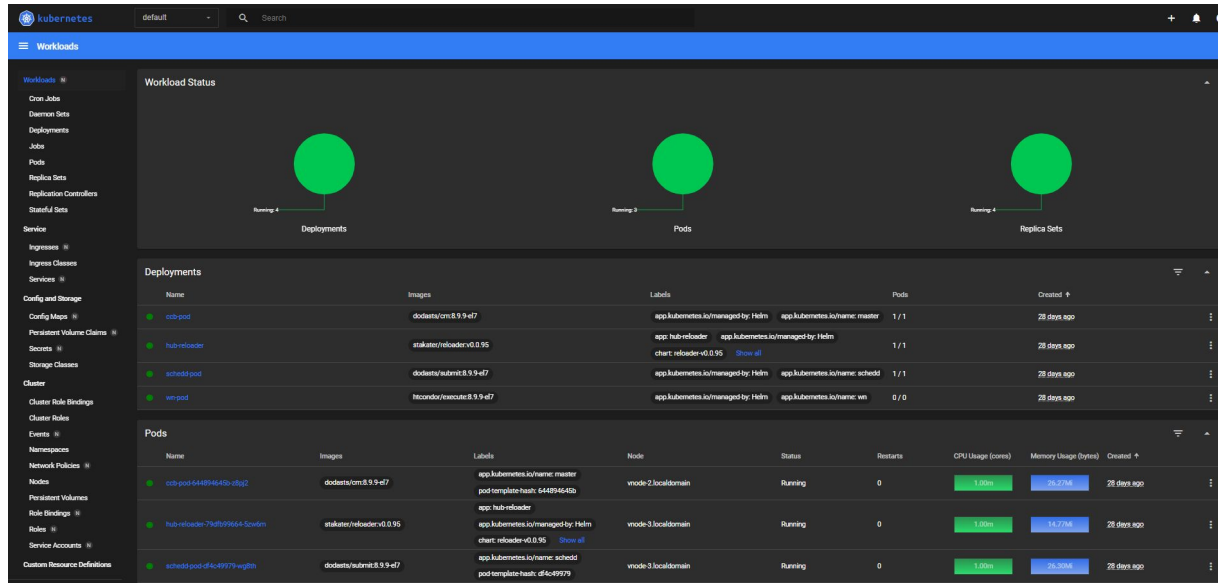 kubernetes default Search
Workloads
Workloads N
Cron Jobs
Daemon Sets
Deployments
Jobs
Pods
Replica Sets
Replication Controllers
Stateful Sets
Service
Ingresses N
Ingress Classes
Services N
Config and Storage
Config Maps N
Persistent Volume Claims N
Secrets N
Storage Classes
Cluster
Cluster Role Bindings
Cluster Roles
Events N
Namespaces
Network Policies N
Nodes
Persistent Volumes
Role Bindings N
Roles N
Service Accounts N
Custom Resource Definitions
Workload Status
Running: 4
Deployments
Running: 3
Pods
Running: 4
Replica Sets
Deployments
Name Images Labels Pods Created
ccb-pod dodasts/cm:8.9.9-el7 app.kubernetes.io/managed-by: Helm app.kubernetes.io/name: master 1 / 1 28 days ago
app: hub-reloader app.kubernetes.io/managed-by: Helm
hub-reloader stakater/reloader:v0.0.95 1 / 1 28 days ago
chart: reloader-v0.0.95 Show all
schedd-pod dodasts/submit:8.9.9-el7 app.kubernetes.io/managed-by: Helm app.kubernetes.io/name: schedd 1 / 1 28 days ago
wn-pod htcondor/execute:8.9.9-el7 app.kubernetes.io/managed-by: Helm app.kubernetes.io/name: wn 0 / 0 28 days ago
Pods
Name Images Labels Node Status Restarts CPU Usage (cores) Memory Usage (bytes) Created
app.kubernetes.io/name: master
ccb-pod-644894645b-z8pj2 dodasts/cm:8.9.9-el7 vnode-2.localdomain Running 0 1.00m 26.27Mi 28 days ago
pod-template-hash: 644894645b
app: hub-reloader
hub-reloader-79dfb99664-5zw6m stakater/reloader:v0.0.95 app.kubernetes.io/managed-by: Helm vnode-3.localdomain Running 0 1.00m 14.77Mi 28 days ago
chart: reloader-v0.0.95 Show all
app.kubernetes.io/name: schedd
schedd-pod-df4c49979-wg8th dodasts/submit:8.9.9-el7 vnode-3.localdomain Running 0 1.00m 26.30Mi 28 days ago
pod-template-hash: df4c49979